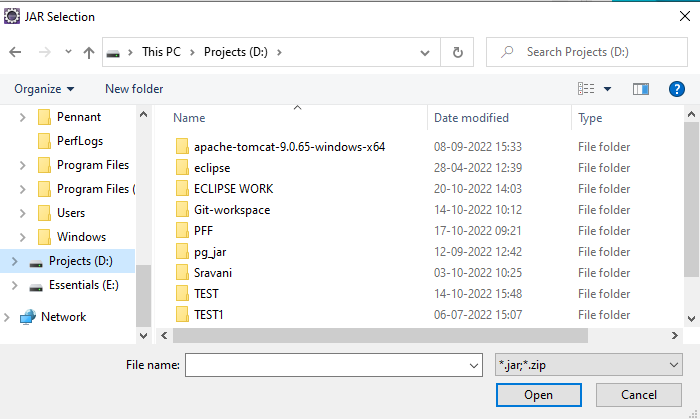 JAR Selection
This PC > Projects (D:) >
Search Projects (D:)
Organize
New folder
?
Pennant
PerfLogs
Program Files
Program Files (
Users
Windows
Projects (D:)
Essentials (E:)
Network
Name Date modified Type
apache-tomcat-9.0.65-windows-x64 08-09-2022 15:33 File folder
eclipse 28-04-2022 12:39 File folder
ECLIPSE WORK 20-10-2022 14:03 File folder
Git-workspace 14-10-2022 10:12 File folder
PFF 17-10-2022 09:21 File folder
pg_jar 12-09-2022 12:42 File folder
Sravani 03-10-2022 10:25 File folder
TEST 14-10-2022 15:48 File folder
TEST1 06-07-2022 15:07 File folder
File name:
*.jar;*.zip
Open
Cancel